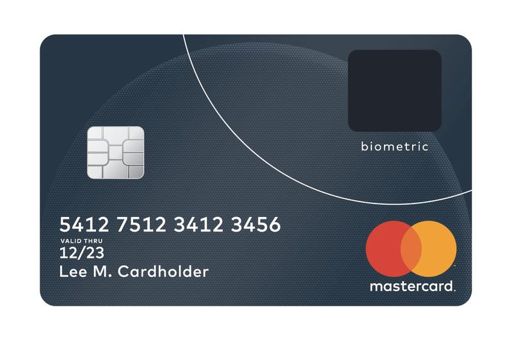 biometric
5412 7512 3412 3456
VALID THRU
12/23
Lee M. Cardholder
mastercard.